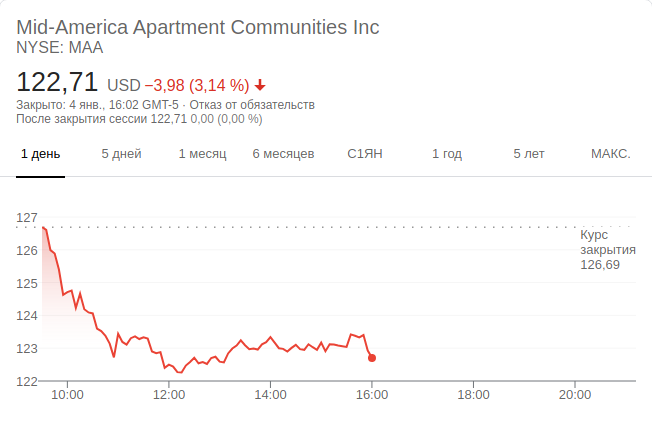 Mid-America Apartment Communities Inc
NYSE: MAA
122,71 USD −3,98 (3,14 %)
Закрыто: 4 янв., 16:02 GMT-5 · Отказ от обязательств
После закрытия сессии 122,71 0,00 (0,00 %)
1 день 5 дней 1 месяц 6 месяцев С1ЯН 1 год 5 лет МАКС.
127
Курс
закрытия
126,69
126
125
124
123
122
10:00 12:00 14:00 16:00 18:00 20:00